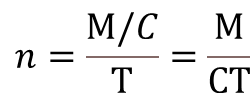 n = M/C / T = M / CT